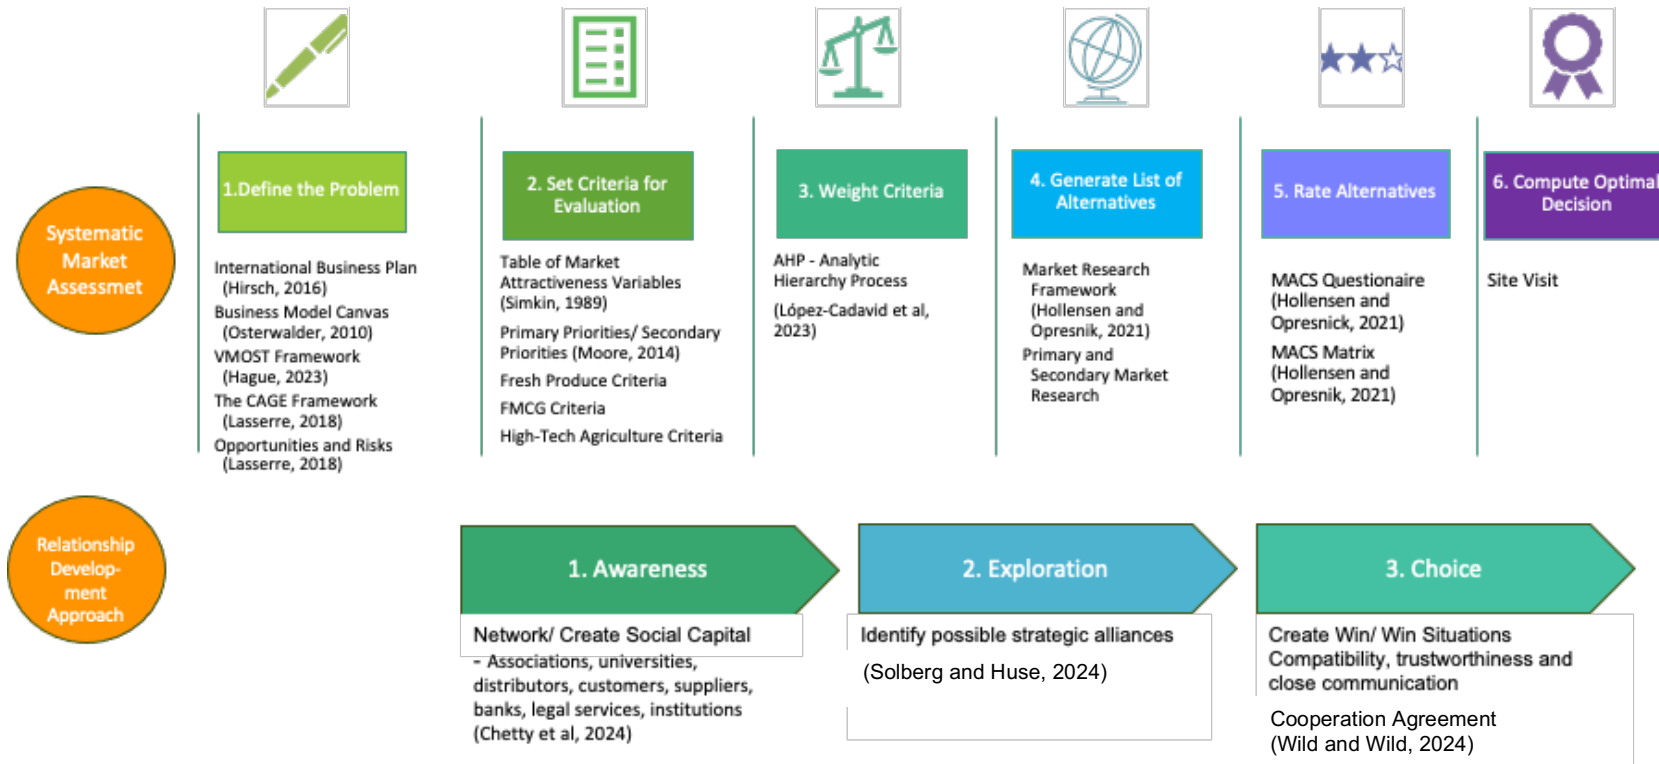 Systematic
Market
Assessmet
1.Define the Problem
International Business Plan
(Hirsch, 2016)
Business Model Canvas
(Osterwalder, 2010)
VMOST Framework
(Hague, 2023)
The CAGE Framework
(Lasserre, 2018)
Opportunities and Risks
(Lasserre, 2018)
2. Set Criteria for
Evaluation
Table of Market
Attractiveness Variables
(Simkin, 1989)
Primary Priorities/ Secondary
Priorities (Moore, 2014)
Fresh Produce Criteria
FMCG Criteria
High-Tech Agriculture Criteria
3. Weight Criteria
AHP - Analytic
Hierarchy Process
(López-Cadavid et al,
2023)
4. Generate List of
Alternatives
Market Research
Framework
(Hollensen and
Opresnik, 2021)
Primary and
Secondary Market
Research
5. Rate Alternatives
MACS Questionaire
(Hollensen and
Opresnick, 2021)
MACS Matrix
(Hollensen and
Opresnik, 2021)
6. Compute Optimal
Decision
Site Visit
Relationship
Develop-
ment
Approach
1. Awareness
Network/ Create Social Capital
- Associations, universities,
distributors, customers, suppliers,
banks, legal services, institutions
(Chetty et al, 2024)
2. Exploration
Identify possible strategic alliances
(Solberg and Huse, 2024)
3. Choice
Create Win/ Win Situations
Compatibility, trustworthiness and
close communication
Cooperation Agreement
(Wild and Wild, 2024)